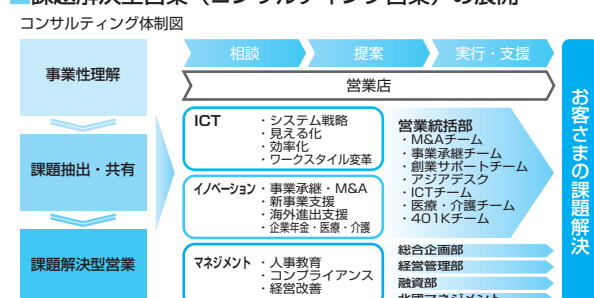 ■課題解決型営業（コンサルティング営業）の展開
コンサルティング体制図
相談
提案
実行・支援
事業性理解
営業店
ICT
・システム戦略
・見える化
・効率化
・ワークスタイル変革
営業統括部
・M&Aチーム
・事業承継チーム
・創業サポートチーム
・アジアデスク
・ICTチーム
・医療・介護チーム
・401Kチーム
課題抽出・共有
イノベーション
・事業承継・M&A
・新事業支援
・海外進出支援
・企業年金・医療・介護
課題解決型営業
マネジメント
・人事教育
・コンプライアンス
・経営改善
総合企画部
経営管理部
融資部
北國マネジメント
お客さまの課題解決